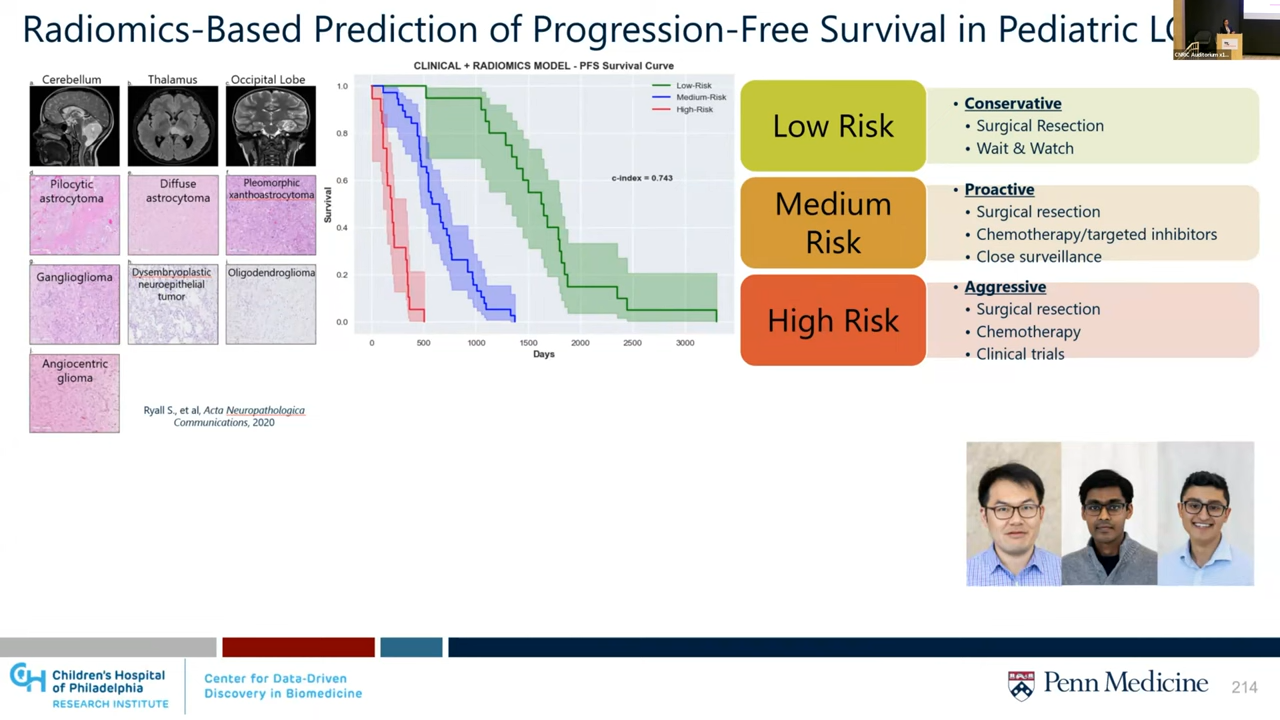 Radiomics-Based Prediction of Progression-Free Survival in Pediatric L
CNRC Auditorium x1...
Cerebellum
Thalamus
Occipital Lobe
Pilocytic
astrocytoma
Diffuse
astrocytoma
Pleomorphic
xanthoastrocytoma
Ganglioglioma
Dysembryoplastic
neuroepithelial
tumor
Oligodendroglioma
Angiocentric
glioma
Ryall S., et al, Acta Neuropathologica
Communications, 2020
CLINICAL + RADIOMICS MODEL - PFS Survival Curve
Low-Risk
Medium-Risk
High-Risk
c-index = 0.743
Survival
1.0
0.8
0.6
0.4
0.2
0.0
0 500 1000 1500 2000 2500 3000
Days
Low Risk
• Conservative
• Surgical Resection
• Wait & Watch
Medium
Risk
• Proactive
• Surgical resection
• Chemotherapy/targeted inhibitors
• Close surveillance
High Risk
• Aggressive
• Surgical resection
• Chemotherapy
• Clinical trials
Children's Hospital
of Philadelphia
RESEARCH INSTITUTE
Center for Data-Driven
Discovery in Biomedicine
Penn Medicine
214